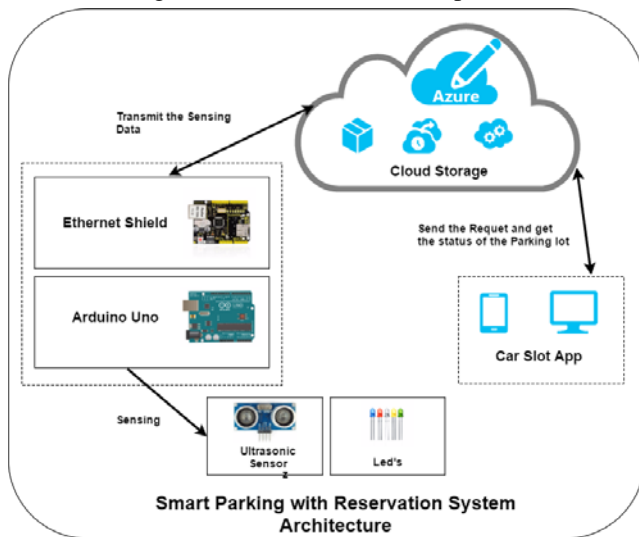 Azure
Transmit the Sensing
Data
Cloud Storage
Ethernet Shield
Send the Requet and get
the status of the Parking lot
Arduino Uno
Car Slot App
Sensing
Ultrasonic
Sensor
z
Led's
Smart Parking with Reservation System
Architecture